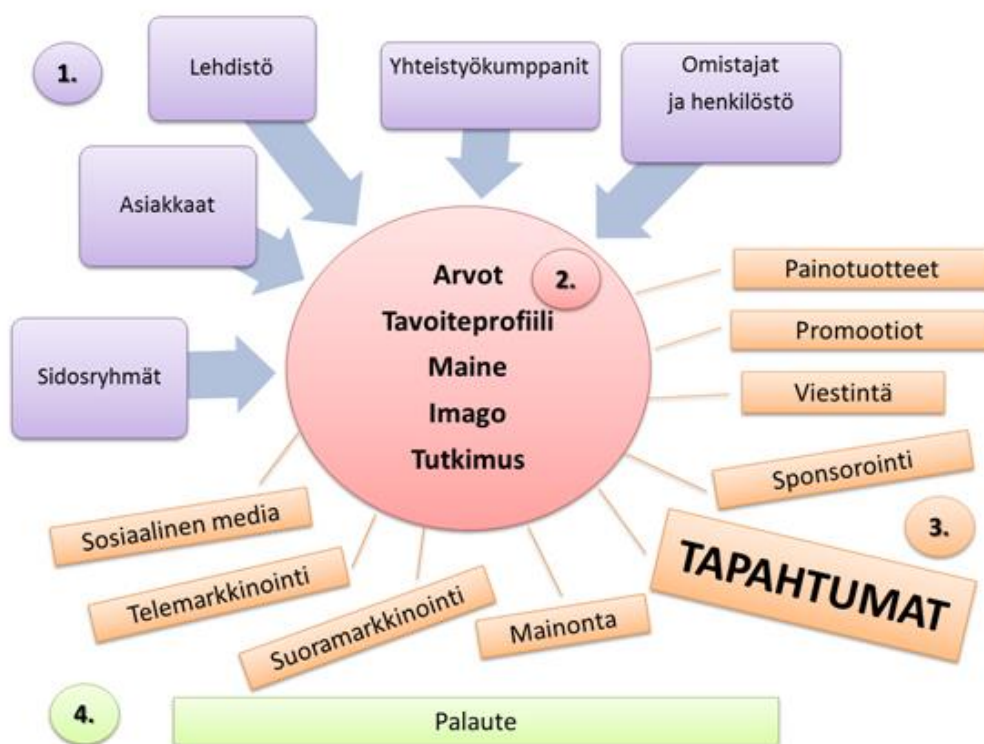 1.
Lehdistö
Yhteistyökumppanit
Omistajat
ja henkilöstö
Asiakkaat
Sidosryhmät
2.
Arvot
Tavoiteprofiili
Maine
Imago
Tutkimus
Painotuotteet
Promootiot
Viestintä
Sponsorointi
3.
TAPAHTUMAT
Sosiaalinen media
Telemarkkinointi
Suoramarkkinointi
Mainonta
4.
Palaute